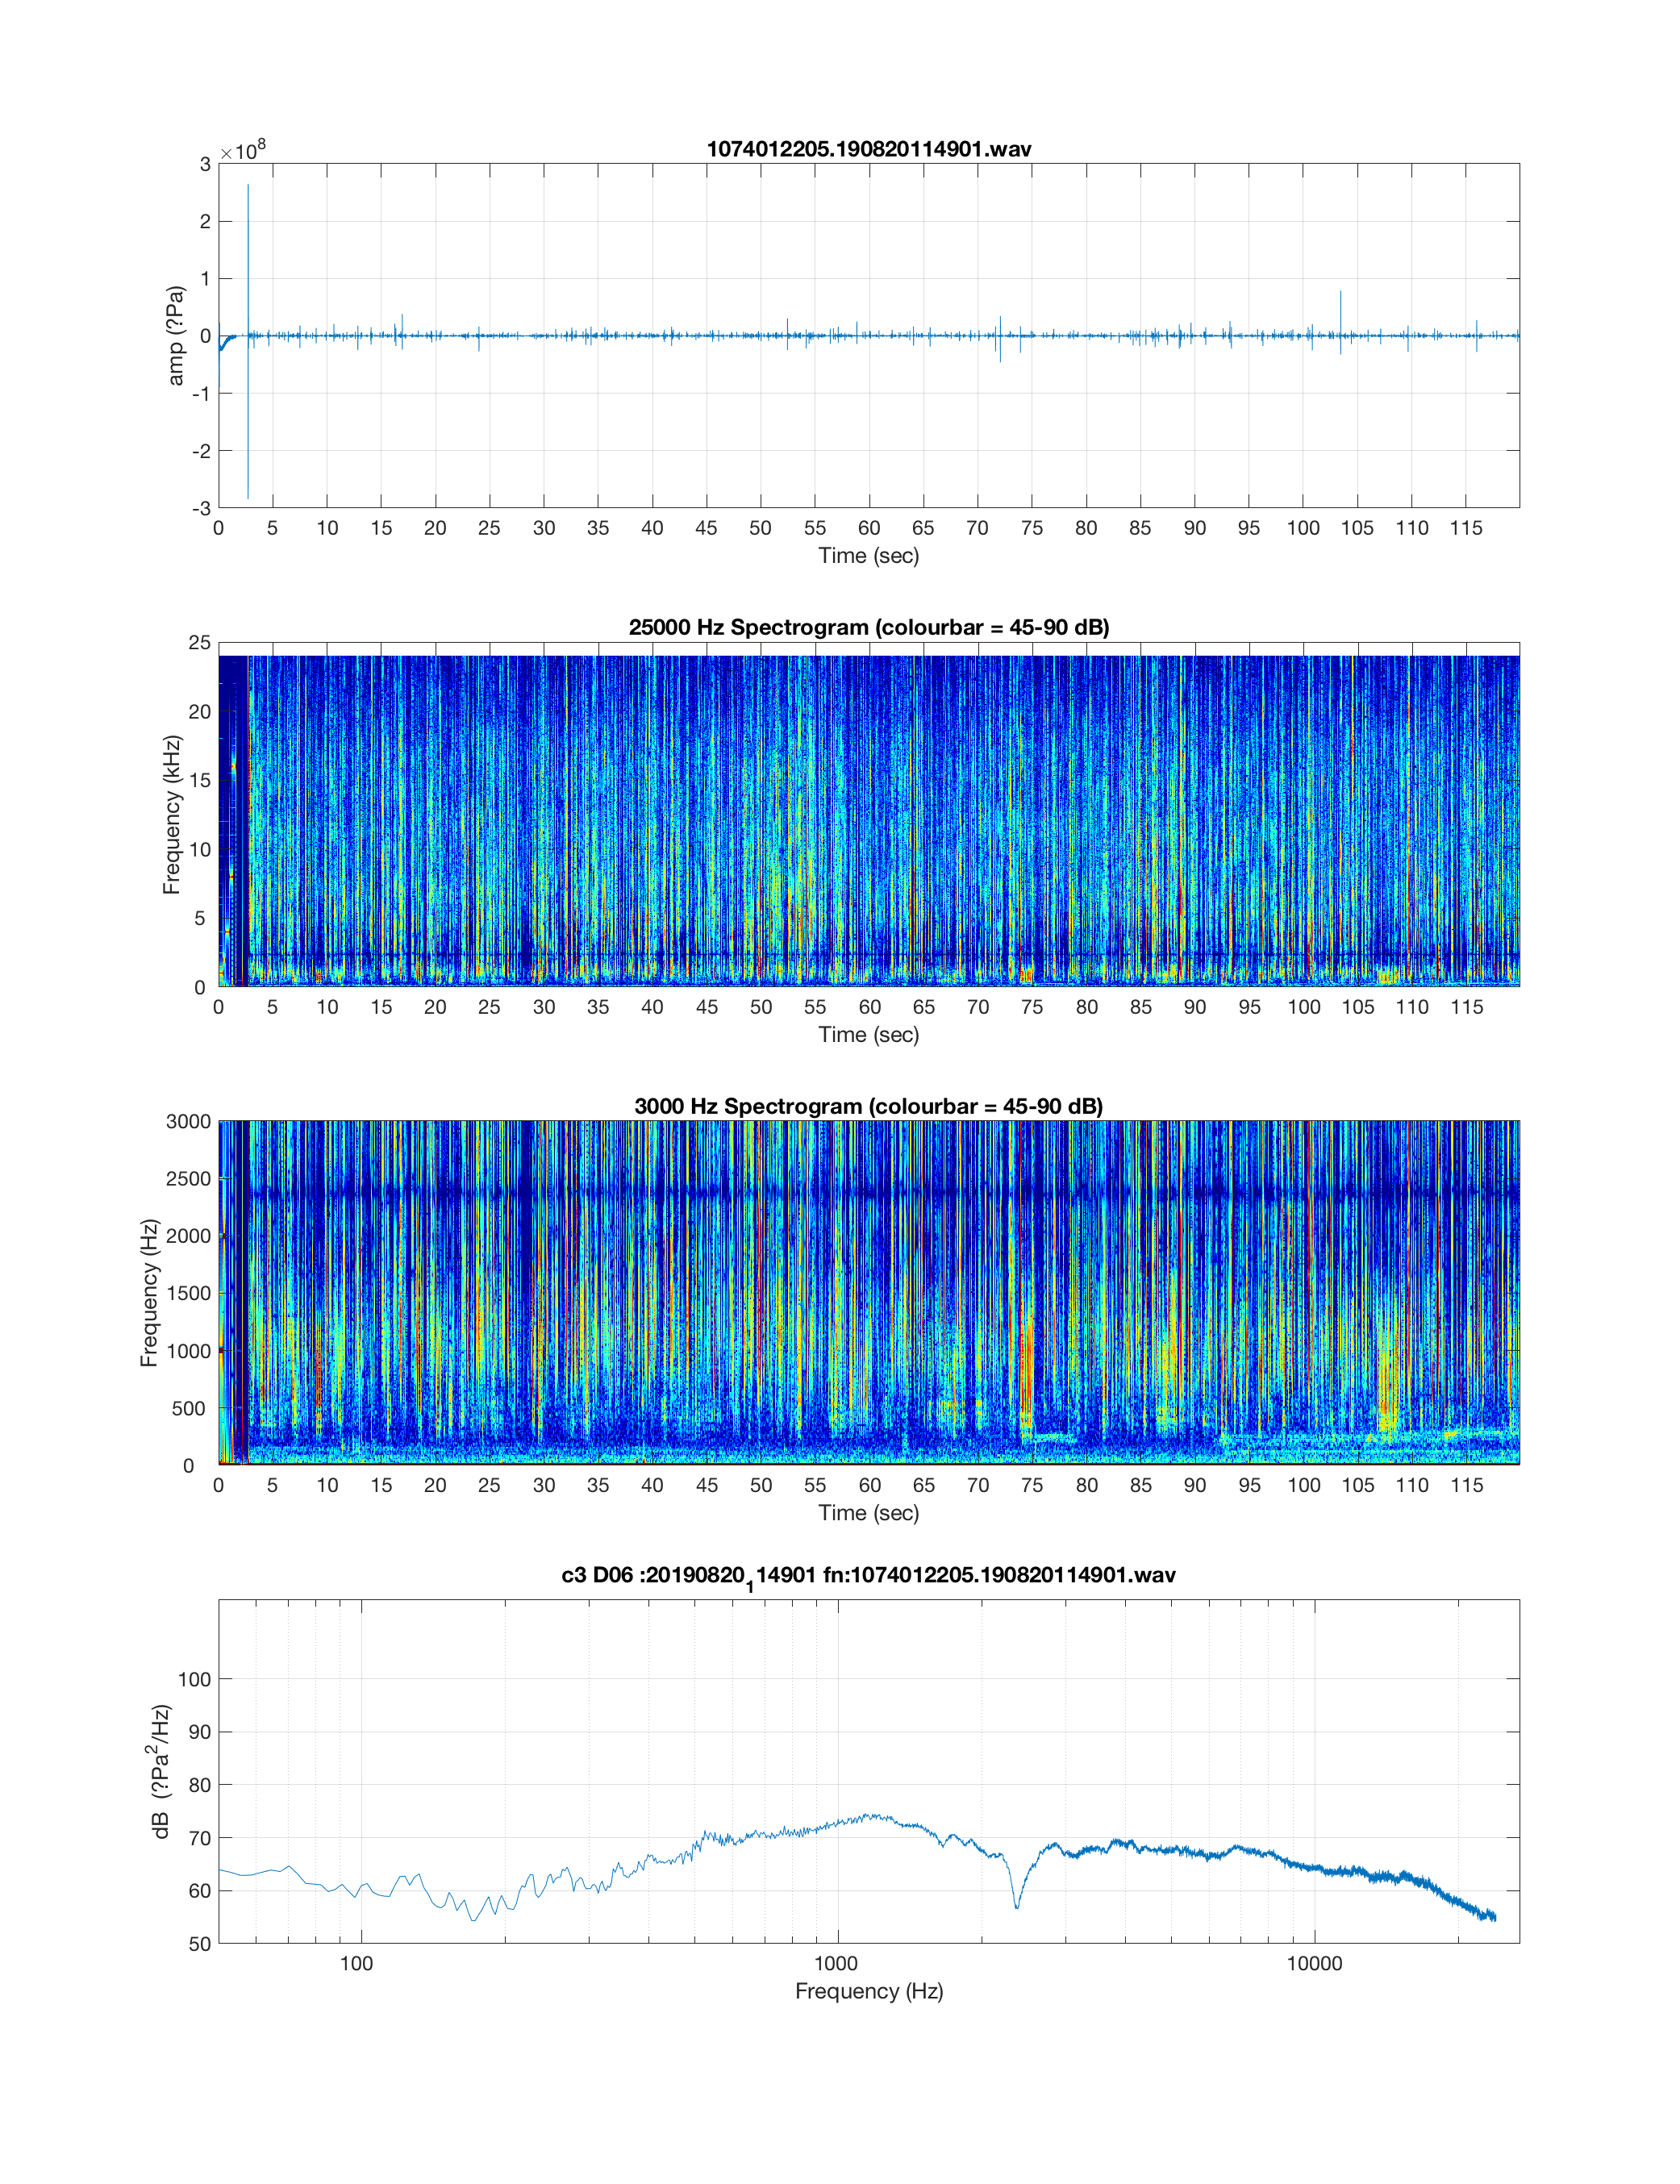 1074012205.190820114901.wav
×10^8
3
2
1
0
-1
-2
-3
amp (?Pa)
0 5 10 15 20 25 30 35 40 45 50 55 60 65 70 75 80 85 90 95 100 105 110 115
Time (sec)
25000 Hz Spectrogram (colourbar = 45-90 dB)
25
20
15
10
5
0
Frequency (kHz)
0 5 10 15 20 25 30 35 40 45 50 55 60 65 70 75 80 85 90 95 100 105 110 115
Time (sec)
3000 Hz Spectrogram (colourbar = 45-90 dB)
3000
2500
2000
1500
1000
500
0
Frequency (Hz)
0 5 10 15 20 25 30 35 40 45 50 55 60 65 70 75 80 85 90 95 100 105 110 115
Time (sec)
c3 D06 :20190820_114901 fn:1074012205.190820114901.wav
100
90
80
70
60
50
dB (?Pa^2/Hz)
100 1000 10000
Frequency (Hz)